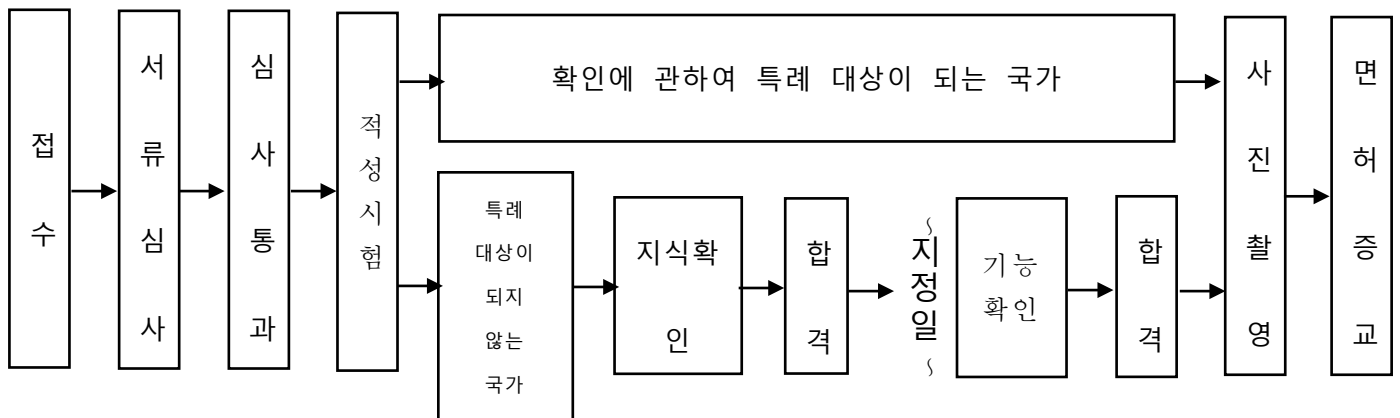 접수
서류심사
심사통과
적성시험
확인에 관하여 특례 대상이 되는 국가
특례
대상이
되지
않는
국가
지식확
인
합격
~지정일~
기능
확인
합격
사진촬영
면허증교